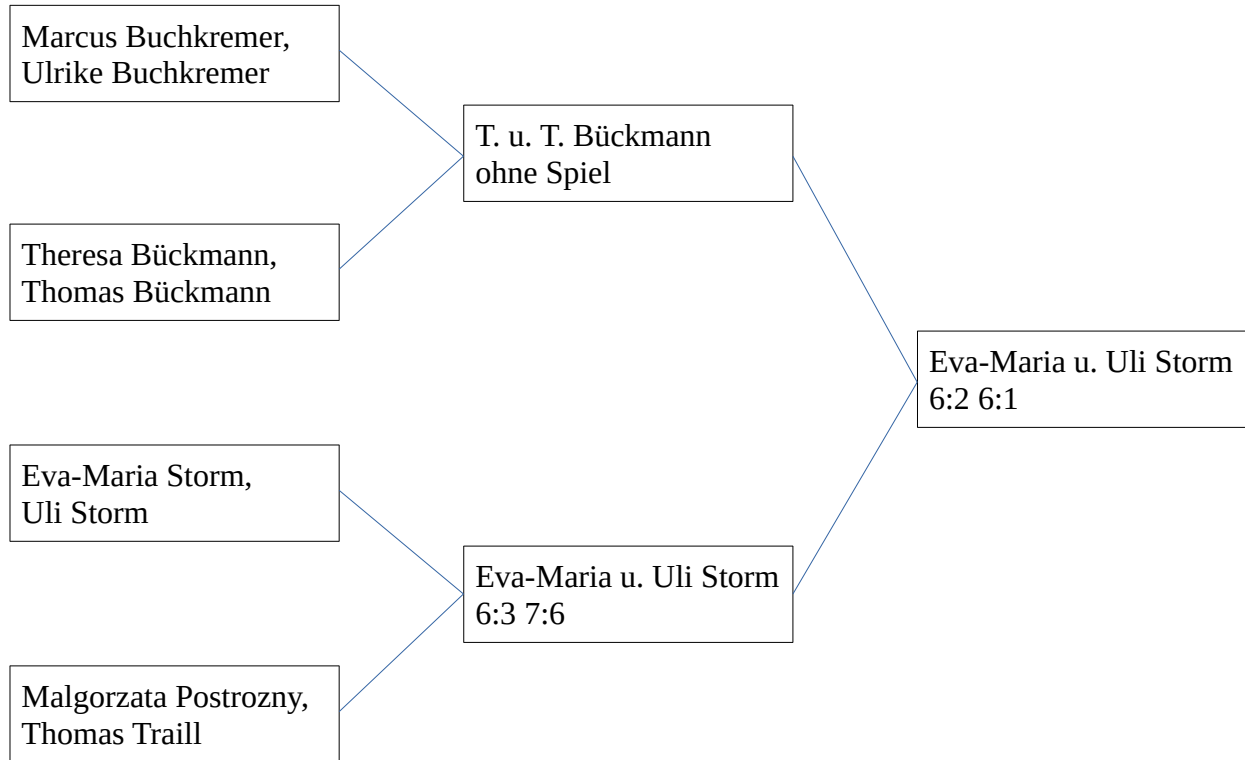 Marcus Buchkremer,
Ulrike Buchkremer
T. u. T. Bückmann
ohne Spiel
Theresa Bückmann,
Thomas Bückmann
Eva-Maria u. Uli Storm
6:2 6:1
Eva-Maria Storm,
Uli Storm
Eva-Maria u. Uli Storm
6:3 7:6
Malgorzata Postrozny,
Thomas Traill